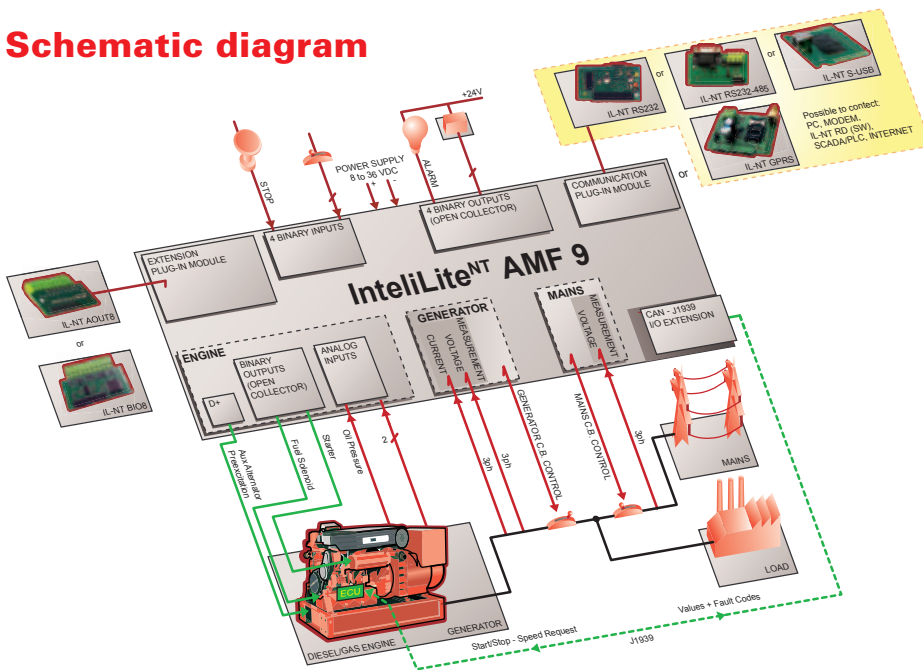 Schematic diagram
+24V
IL-NT RS232
or
IL-NT RS232-485
or
IL-NT S-USB
IL-NT GPRS
or
Possible to contect:
PC, MODEM,
IL-NT RD (SW),
SCADA/PLC, INTERNET
STOP
POWER SUPPLY
8 to 36 VDC
+ -
ALARM
EXTENSION
PLUG-IN MODULE
4 BINARY INPUTS
4 BINARY OUTPUTS
(OPEN COLLECTOR)
COMMUNICATION
PLUG-IN MODULE
InteliLiteNT AMF 9
IL-NT AOUT8
or
IL-NT BIO8
ENGINE
D+
BINARY
OUTPUTS
(OPEN
COLLECTOR)
ANALOG
INPUTS
GENERATOR
CURRENT
VOLTAGE
MEASUREMENT
MAINS
VOLTAGE
MEASUREMENT
CAN - J1939
I/O EXTENSION
Aux Alternator
Preexcitation
Fuel Solenoid
Starter
Oil Pressure
2
3ph
3ph
GENERATOR C.B. CONTROL
MAINS C.B. CONTROL
3ph
MAINS
LOAD
ECU
DIESEL/GAS ENGINE
GENERATOR
Start/Stop - Speed Request
J1939
Values + Fault Codes